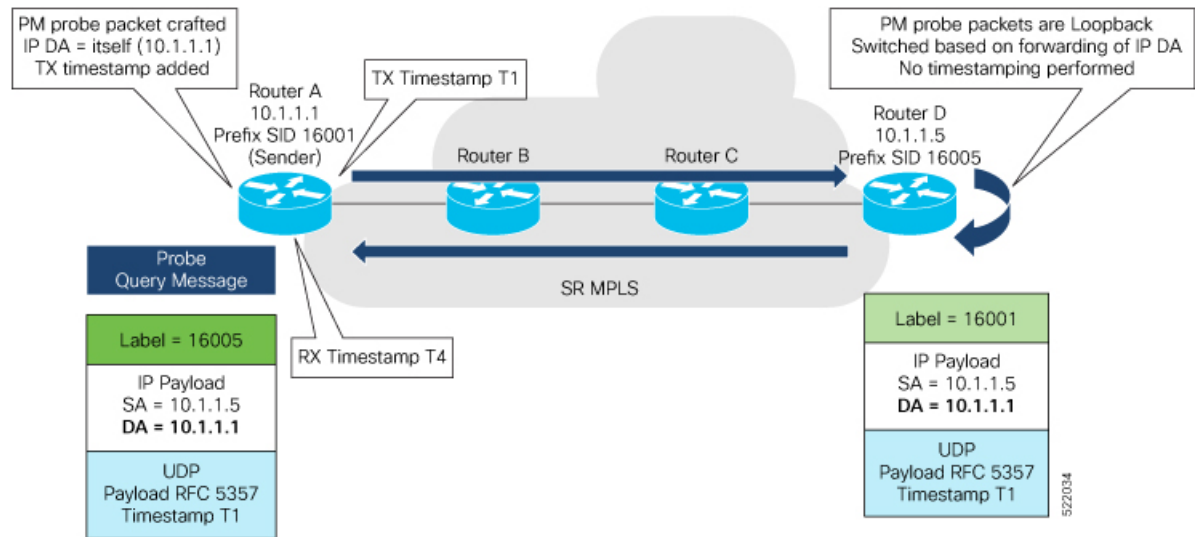 PM probe packet crafted
IP DA = itself (10.1.1.1)
TX timestamp added
TX Timestamp T1
PM probe packets are Loopback
Switched based on forwarding of IP DA
No timestamping performed
Router A
10.1.1.1
Prefix SID 16001
(Sender)
Router B
Router C
Router D
10.1.1.5
Prefix SID 16005
Probe
Query Message
SR MPLS
RX Timestamp T4
Label = 16005
IP Payload
SA = 10.1.1.5
DA = 10.1.1.1
UDP
Payload RFC 5357
Timestamp T1
Label = 16001
IP Payload
SA = 10.1.1.5
DA = 10.1.1.1
UDP
Payload RFC 5357
Timestamp T1
522034